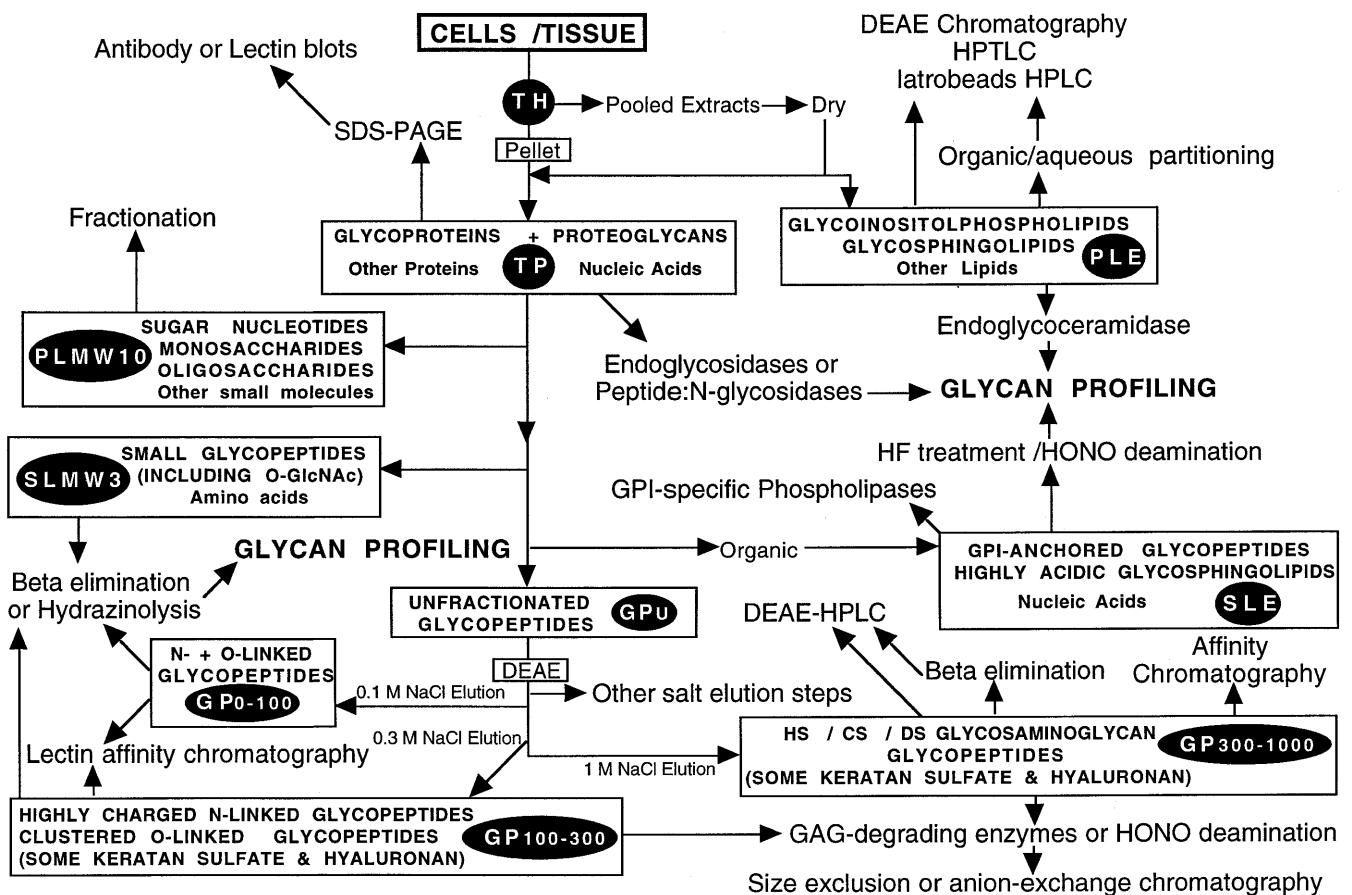 CELLS /TISSUE
Antibody or Lectin blots
DEAE Chromatography
HPTLC
Iatrobeads HPLC
TH
Pooled Extracts
Dry
SDS-PAGE
Pellet
Organic/aqueous partitioning
Fractionation
GLYCOPROTEINS + PROTEOGLYCANS
Other Proteins TP Nucleic Acids
GLYCOINOSITOLPHOSPHOLIPIDS
GLYCOSPHINGOLIPIDS
Other Lipids
PLE
Endoglycoceramidase
PLMW10
SUGAR NUCLEOTIDES
MONOSACCHARIDES
OLIGOSACCHARIDES
Other small molecules
Endoglycosidases or
Peptide:N-glycosidases
GLYCAN PROFILING
HF treatment /HONO deamination
SLMW3
SMALL GLYCOPEPTIDES
(INCLUDING O-GlcNAc)
Amino acids
GPI-specific Phospholipases
GLYCAN PROFILING
Organic
GPI-ANCHORED GLYCOPEPTIDES
HIGHLY ACIDIC GLYCOSPHINGOLIPIDS
Nucleic Acids
SLE
Beta elimination
or Hydrazinolysis
UNFRACTIONATED
GLYCOPEPTIDES
GPU
DEAE-HPLC
Affinity
Chromatography
Beta elimination
DEAE
N- + O-LINKED
GLYCOPEPTIDES
GP0-100
0.1 M NaCl Elution
Other salt elution steps
0.3 M NaCl Elution
Lectin affinity chromatography
1 M NaCl Elution
HS / CS / DS GLYCOSAMINOGLYCAN
GLYCOPEPTIDES
(SOME KERATAN SULFATE & HYALURONAN)
GP300-1000
HIGHLY CHARGED N-LINKED GLYCOPEPTIDES
CLUSTERED O-LINKED GLYCOPEPTIDES
(SOME KERATAN SULFATE & HYALURONAN)
GP100-300
GAG-degrading enzymes or HONO deamination
Size exclusion or anion-exchange chromatography